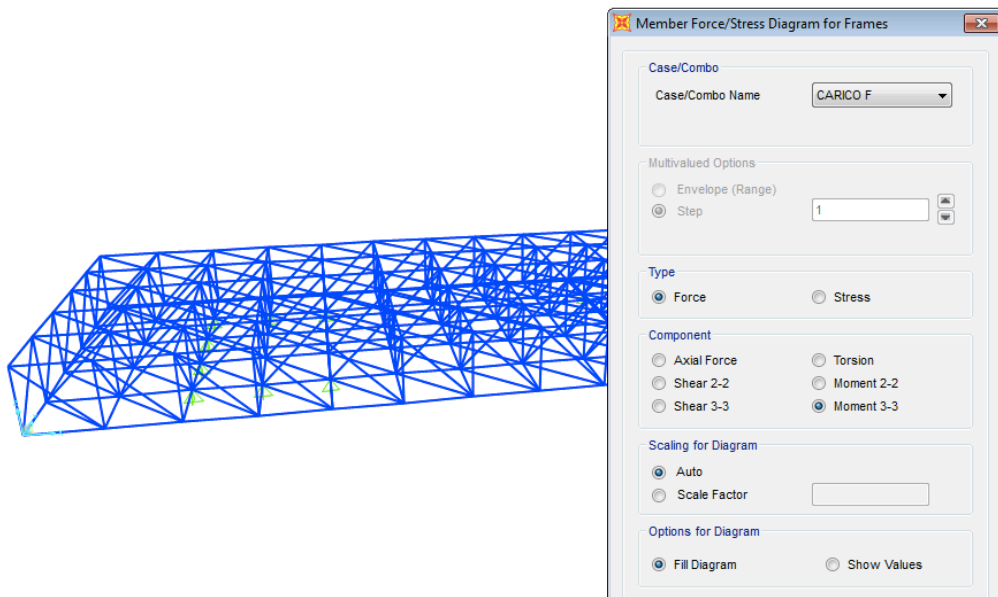 Member Force/Stress Diagram for Frames
Case/Combo
Case/Combo Name CARICO F
Multivalued Options
Envelope (Range)
Step 1
Type
Force Stress
Component
Axial Force Torsion
Shear 2-2 Moment 2-2
Shear 3-3 Moment 3-3
Scaling for Diagram
Auto
Scale Factor
Options for Diagram
Fill Diagram Show Values